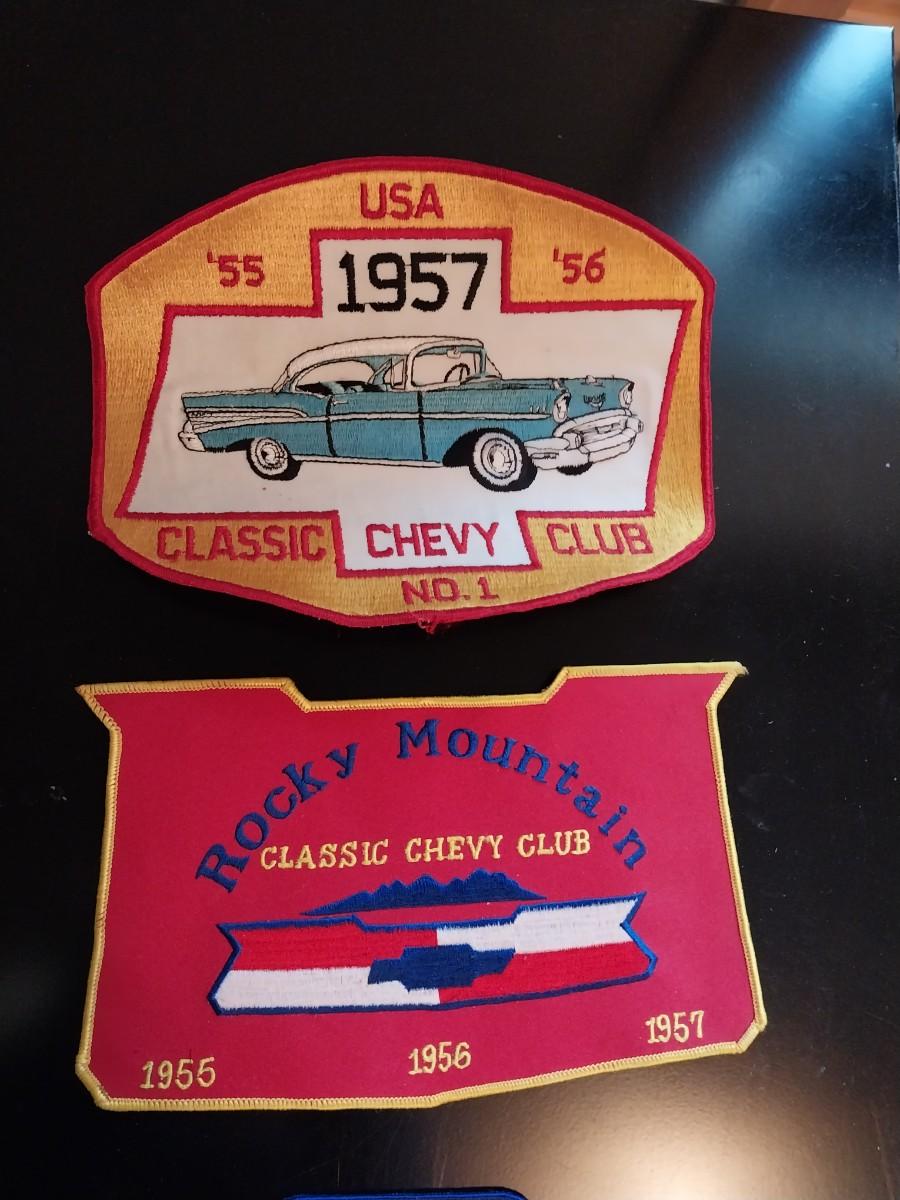 USA
'55 1957 '56
CLASSIC CHEVY CLUB
NO. 1
Rocky Mountain
CLASSIC CHEVY CLUB
1955 1956 1957